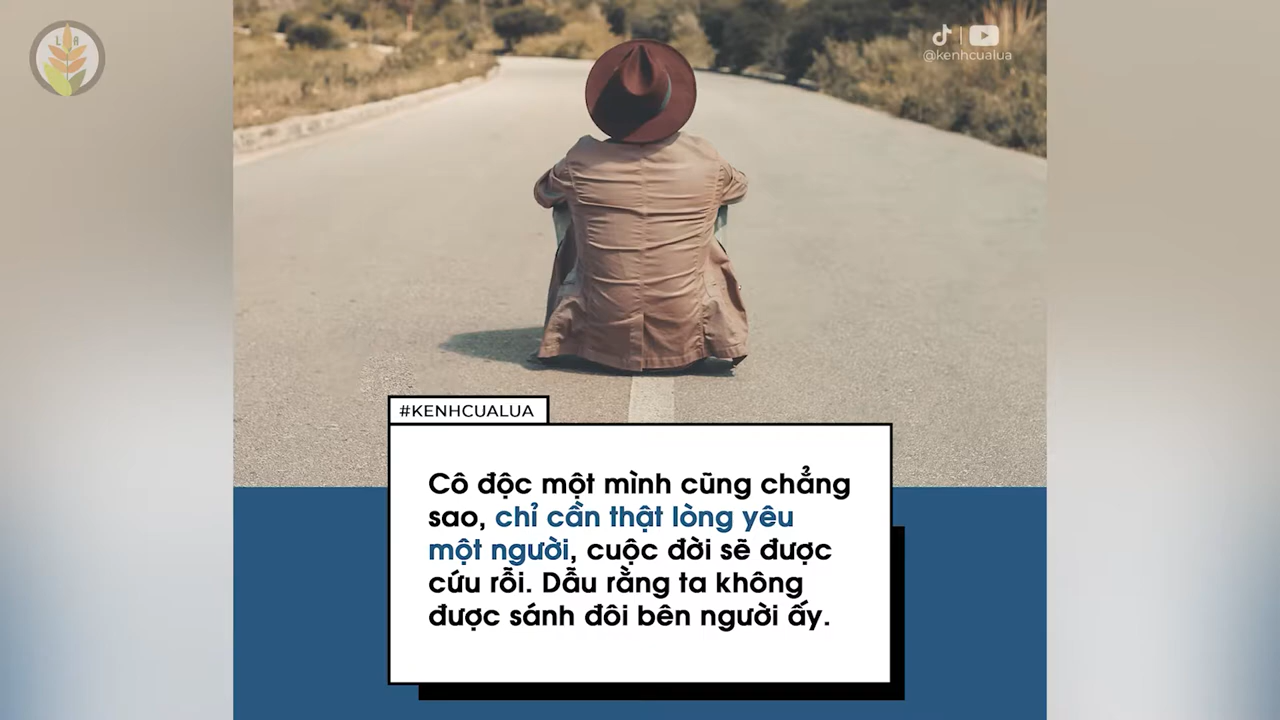 L A
@kenhcualua
#KENHCUALUA
Cô độc một mình cũng chẳng
sao, chỉ cần thật lòng yêu
một người, cuộc đời sẽ được
cứu rỗi. Dẫu rằng ta không
được sánh đôi bên người ấy.